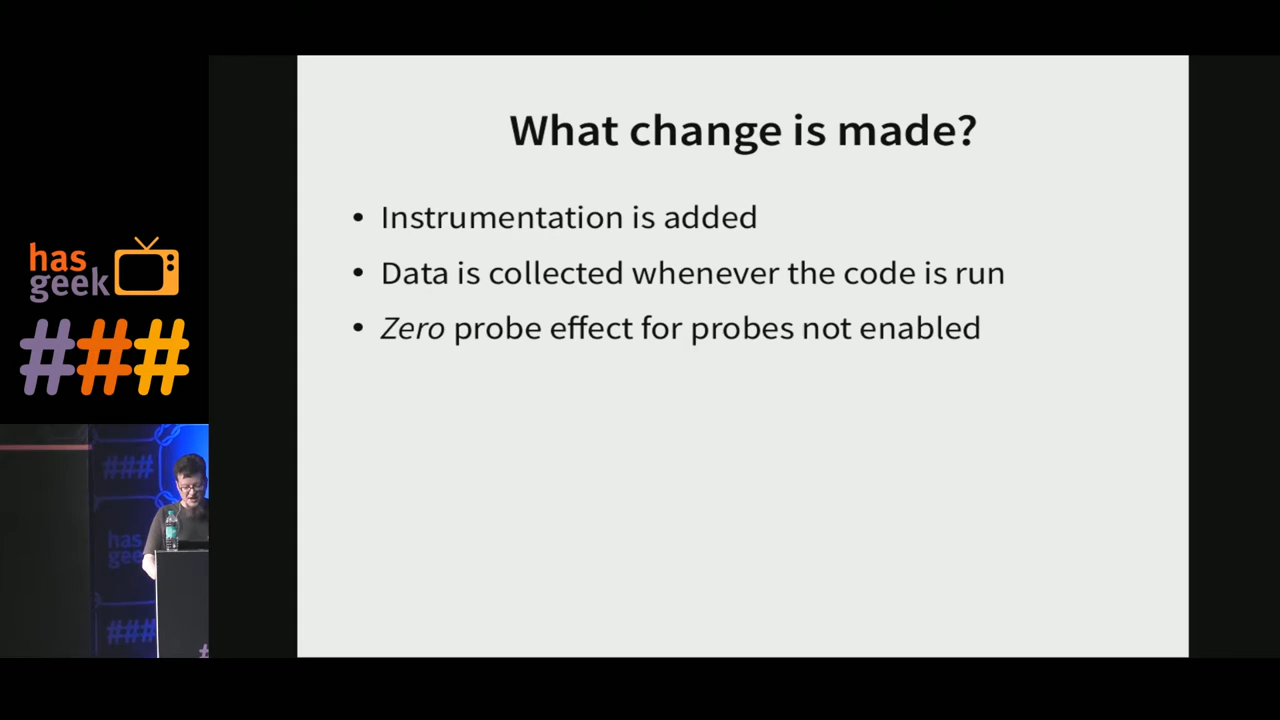 What change is made?
• Instrumentation is added
• Data is collected whenever the code is run
• Zero probe effect for probes not enabled
has
geek
###
###
has
geek
###